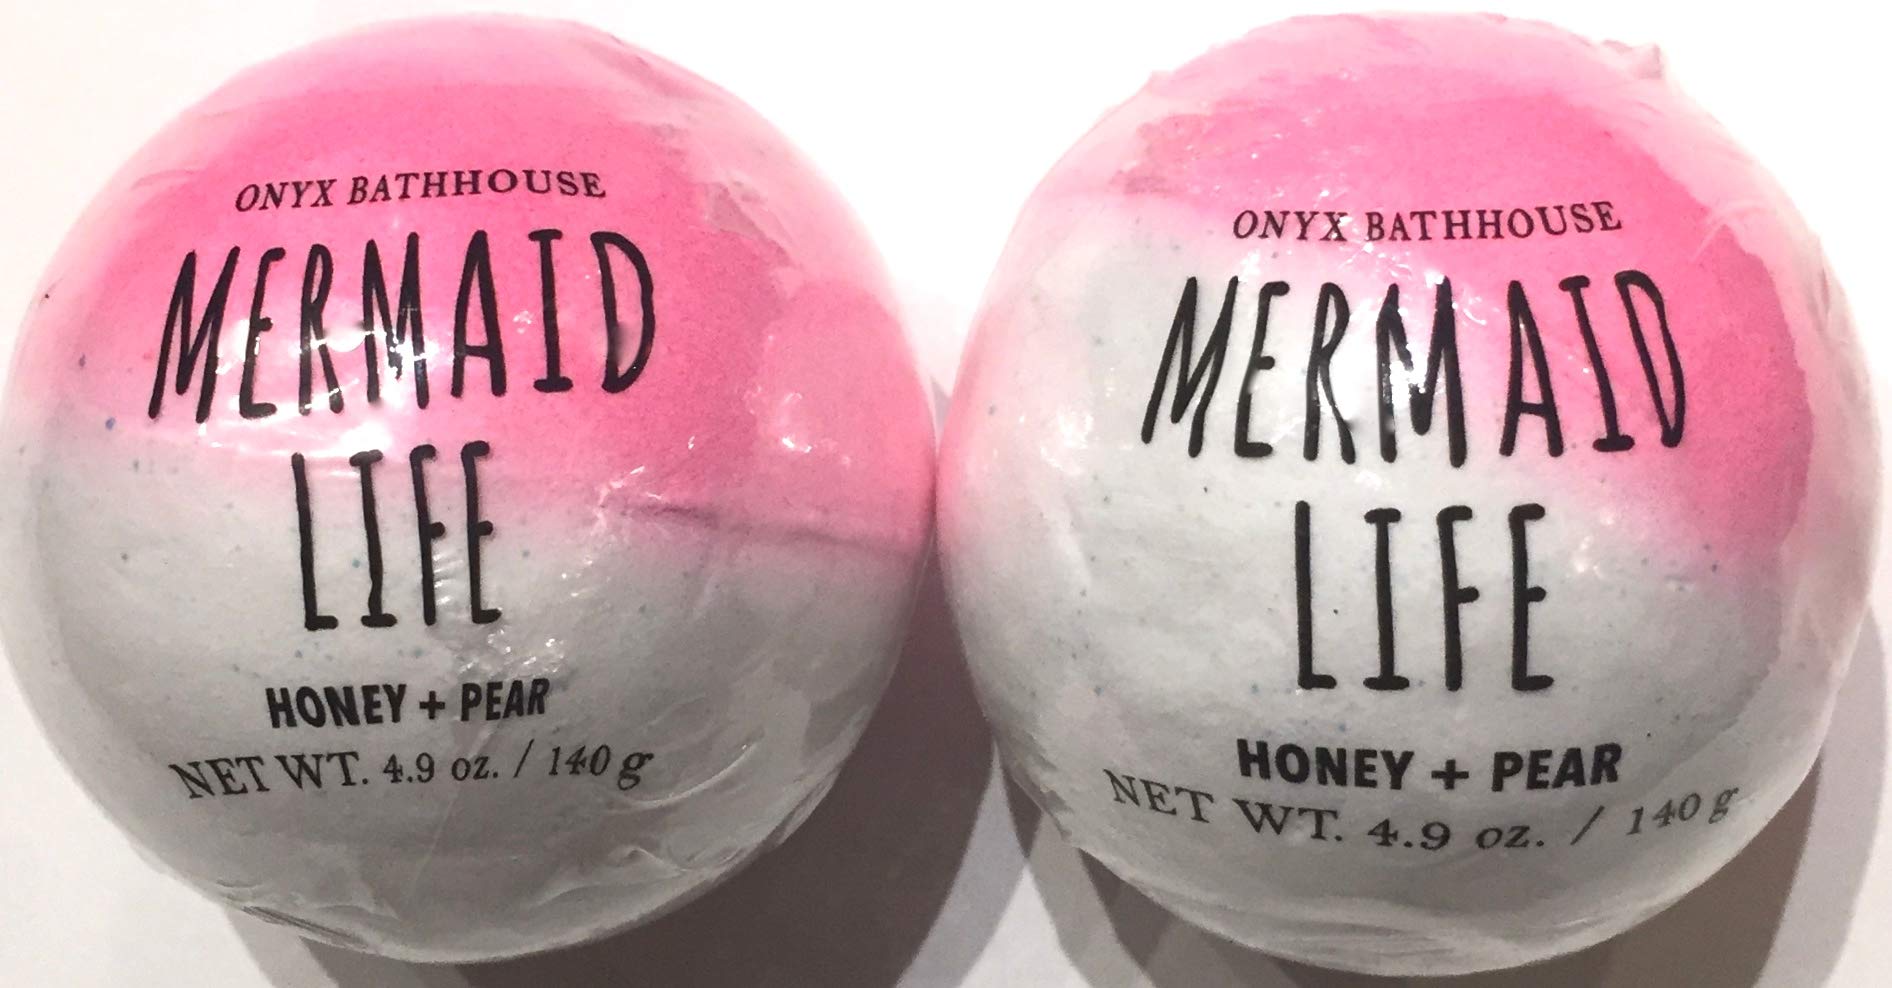 ONYX BATHHOUSE
MERMAID
LIFE
HONEY + PEAR
NET WT. 4.9 oz. / 140 g
ONYX BATHHOUSE
MERMAID
LIFE
HONEY + PEAR
NET WT. 4.9 oz. / 140 g